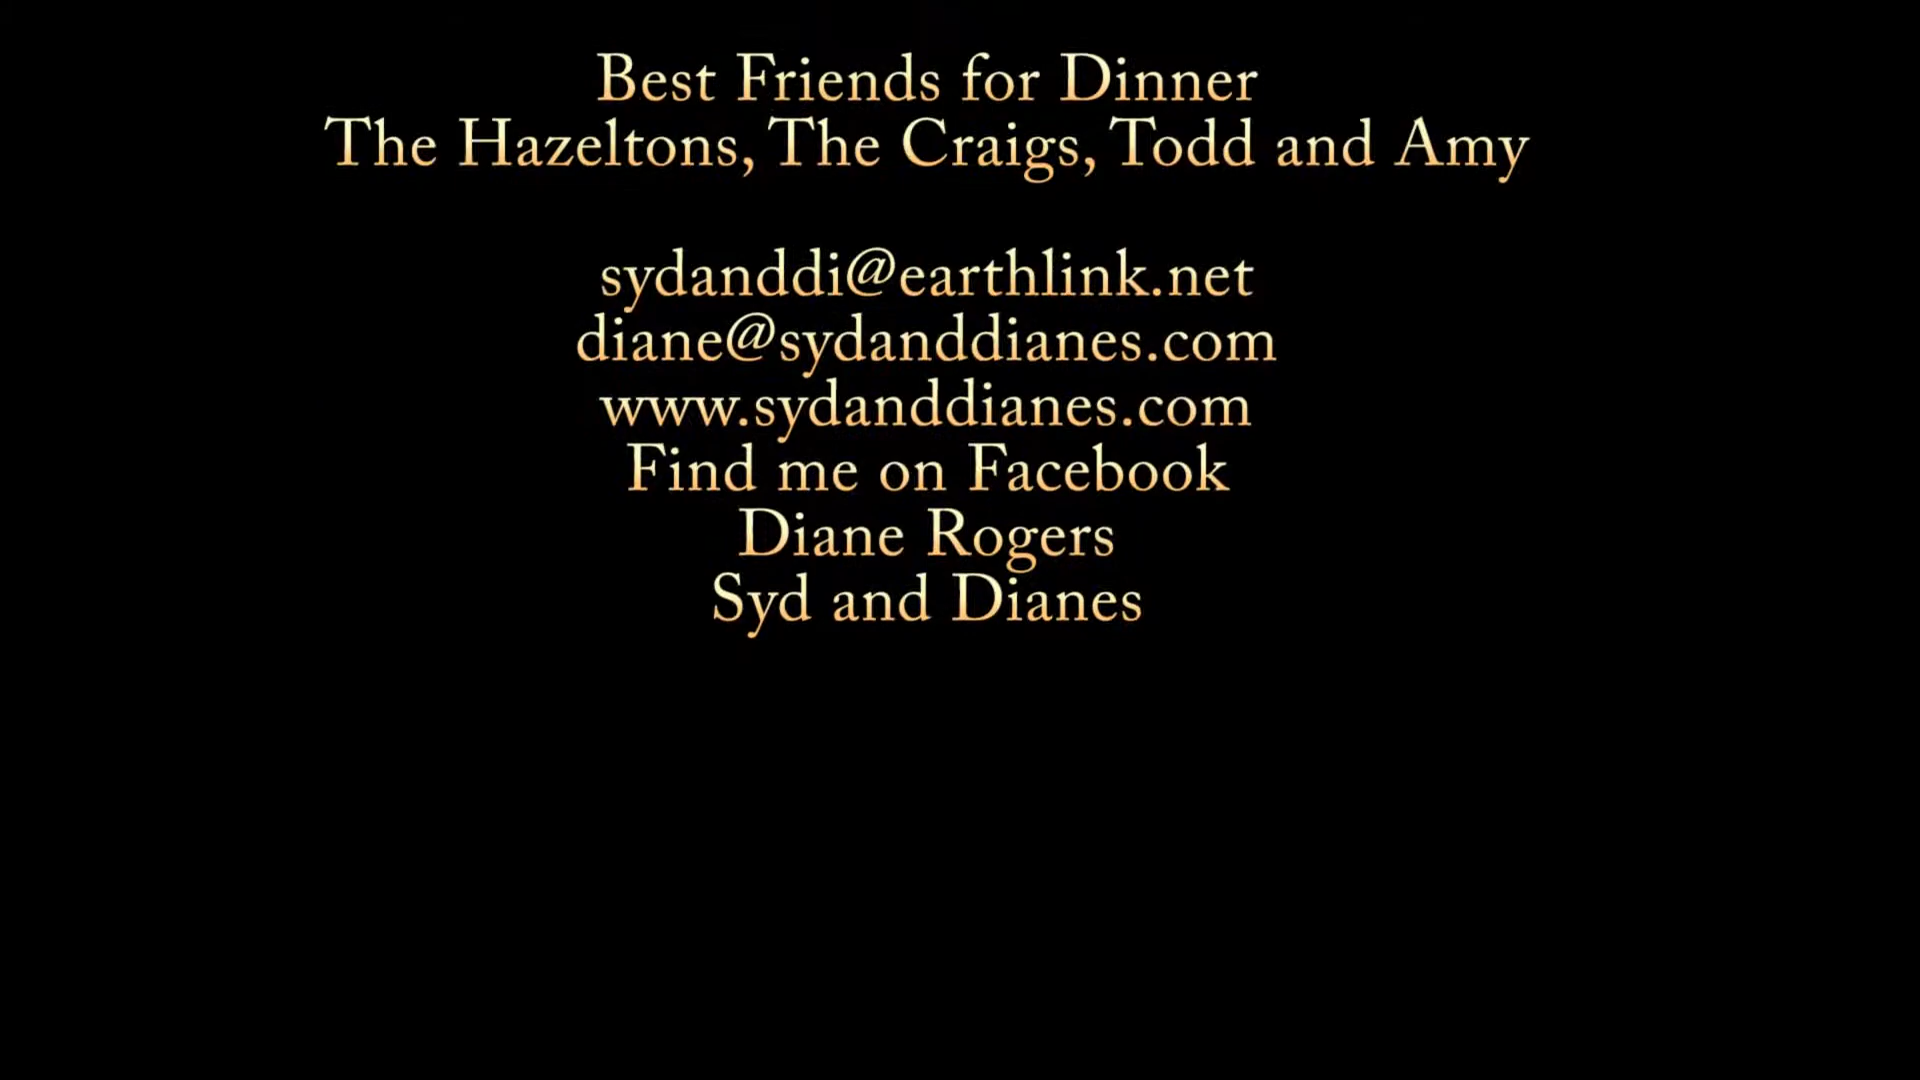 Best Friends for Dinner
The Hazeltons, The Craigs, Todd and Amy
sydanddi@earthlink.net
diane@sydanddianes.com
www.sydanddianes.com
Find me on Facebook
Diane Rogers
Syd and Dianes